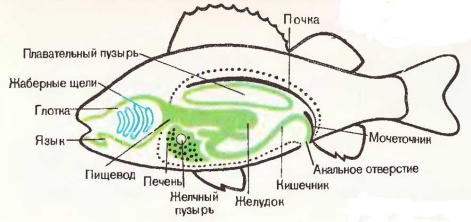 Почка
Плавательный пузырь
Жаберные щели
Глотка
Язык
Мочеточник
Пищевод
Печень
Желчный
пузырь
Желудок
Кишечник
Анальное отверстие